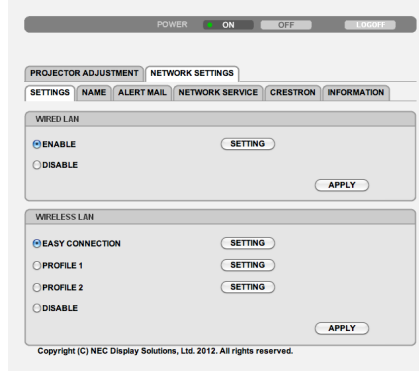 POWER ON OFF LOGOFF
PROJECTOR ADJUSTMENT NETWORK SETTINGS
SETTINGS NAME ALERT MAIL NETWORK SERVICE CRESTRON INFORMATION
WIRED LAN
ENABLE SETTING
DISABLE
APPLY
WIRELESS LAN
EASY CONNECTION SETTING
PROFILE 1 SETTING
PROFILE 2 SETTING
DISABLE
APPLY
Copyright (C) NEC Display Solutions, Ltd. 2012. All rights reserved.